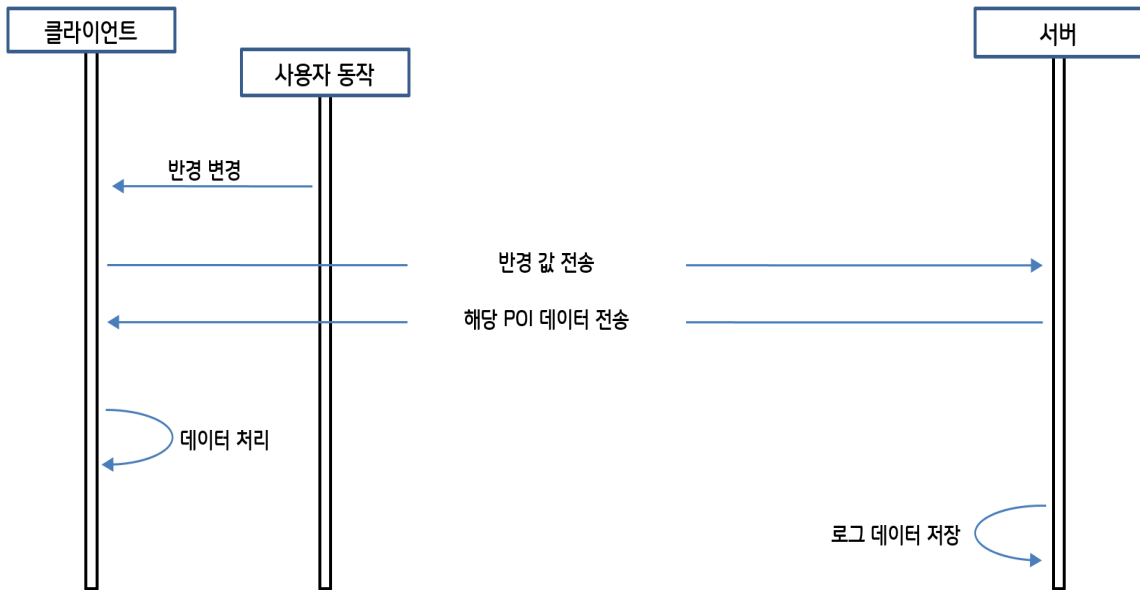 클라이언트
서버
사용자 동작
반경 변경
반경 값 전송
해당 POI 데이터 전송
데이터 처리
로그 데이터 저장